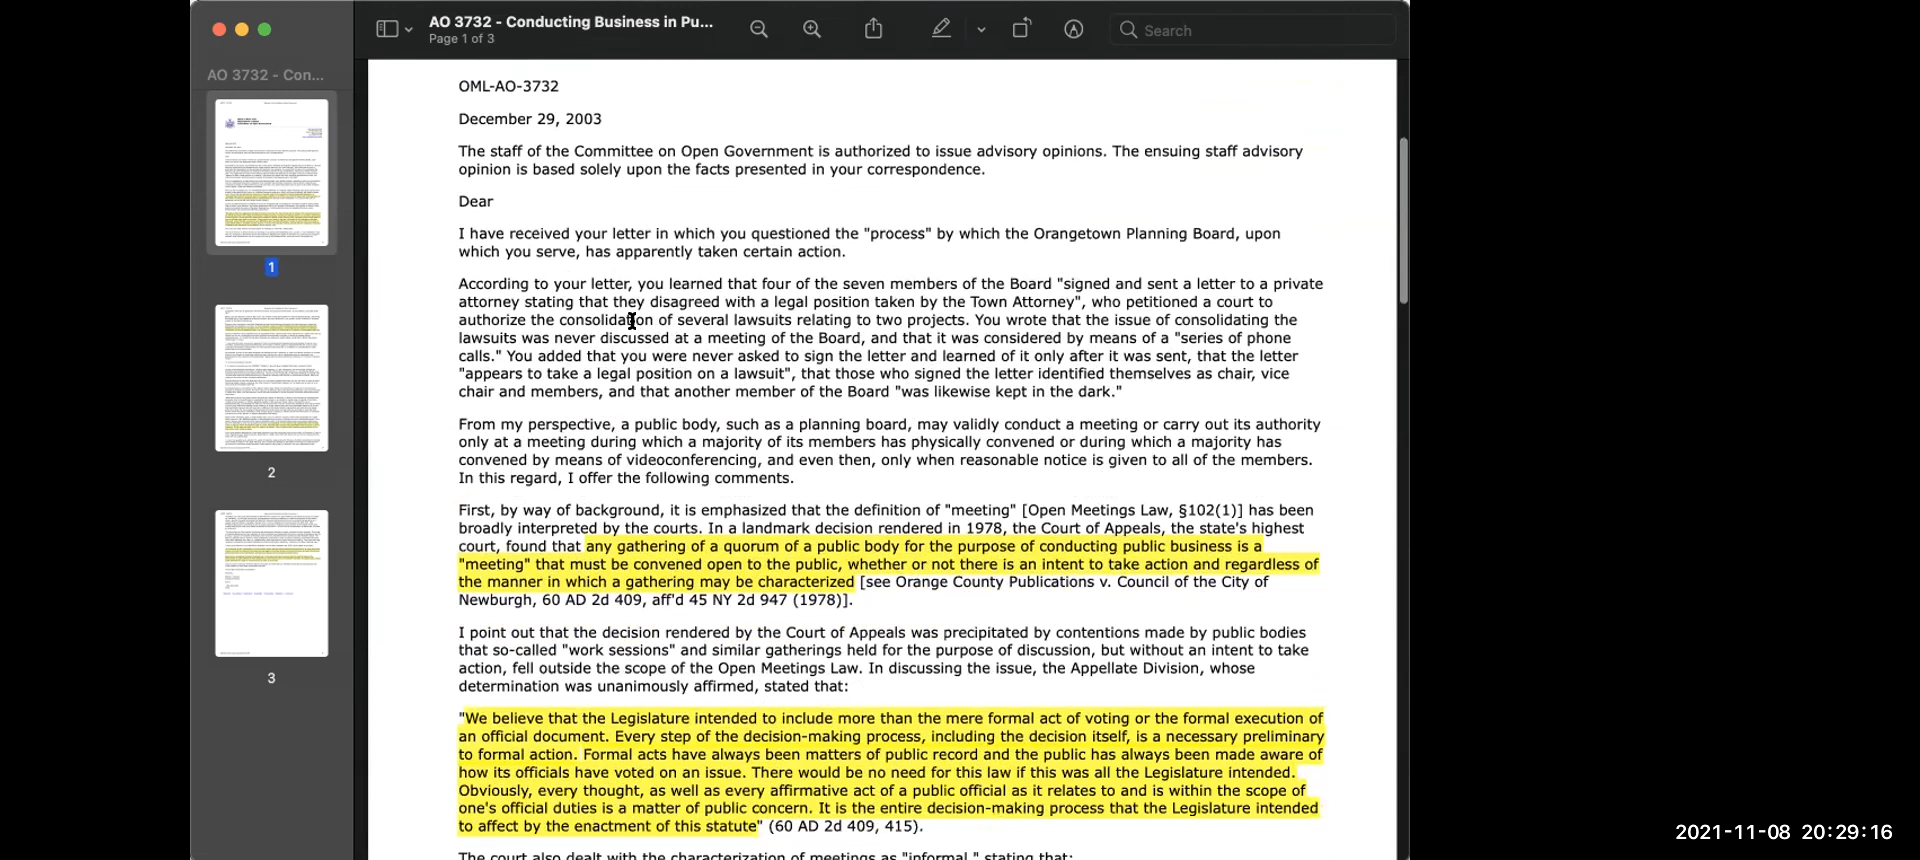 AO 3732 - Conducting Business in Pu...
Page 1 of 3
Search
AO 3732 - Con...
1
2
3
OML-AO-3732
December 29, 2003
The staff of the Committee on Open Government is authorized to issue advisory opinions. The ensuing staff advisory
opinion is based solely upon the facts presented in your correspondence.
Dear
I have received your letter in which you questioned the "process" by which the Orangetown Planning Board, upon
which you serve, has apparently taken certain action.
According to your letter, you learned that four of the seven members of the Board "signed and sent a letter to a private
attorney stating that they disagreed with a legal position taken by the Town Attorney", who petitioned a court to
authorize the consolidation of several lawsuits relating to two projects. You wrote that the issue of consolidating the
lawsuits was never discussed at a meeting of the Board, and that it was considered by means of a "series of phone
calls." You added that you were never asked to sign the letter and learned of it only after it was sent, that the letter
"appears to take a legal position on a lawsuit", that those who signed the letter identified themselves as chair, vice
chair and members, and that another member of the Board "was likewise kept in the dark."
From my perspective, a public body, such as a planning board, may validly conduct a meeting or carry out its authority
only at a meeting during which a majority of its members has physically convened or during which a majority has
convened by means of videoconferencing, and even then, only when reasonable notice is given to all of the members.
In this regard, I offer the following comments.
First, by way of background, it is emphasized that the definition of "meeting" [Open Meetings Law, §102(1)] has been
broadly interpreted by the courts. In a landmark decision rendered in 1978, the Court of Appeals, the state's highest
court, found that any gathering of a quorum of a public body for the purpose of conducting public business is a
"meeting" that must be convened open to the public, whether or not there is an intent to take action and regardless of
the manner in which a gathering may be characterized [see Orange County Publications v. Council of the City of
Newburgh, 60 AD 2d 409, aff'd 45 NY 2d 947 (1978)].
I point out that the decision rendered by the Court of Appeals was precipitated by contentions made by public bodies
that so-called "work sessions" and similar gatherings held for the purpose of discussion, but without an intent to take
action, fell outside the scope of the Open Meetings Law. In discussing the issue, the Appellate Division, whose
determination was unanimously affirmed, stated that:
"We believe that the Legislature intended to include more than the mere formal act of voting or the formal execution of
an official document. Every step of the decision-making process, including the decision itself, is a necessary preliminary
to formal action. Formal acts have always been matters of public record and the public has always been made aware of
how its officials have voted on an issue. There would be no need for this law if this was all the Legislature intended.
Obviously, every thought, as well as every affirmative act of a public official as it relates to and is within the scope of
one's official duties is a matter of public concern. It is the entire decision-making process that the Legislature intended
to affect by the enactment of this statute" (60 AD 2d 409, 415).
The court also dealt with the characterization of meetings as "informal," stating that:
2021-11-08 20:29:16